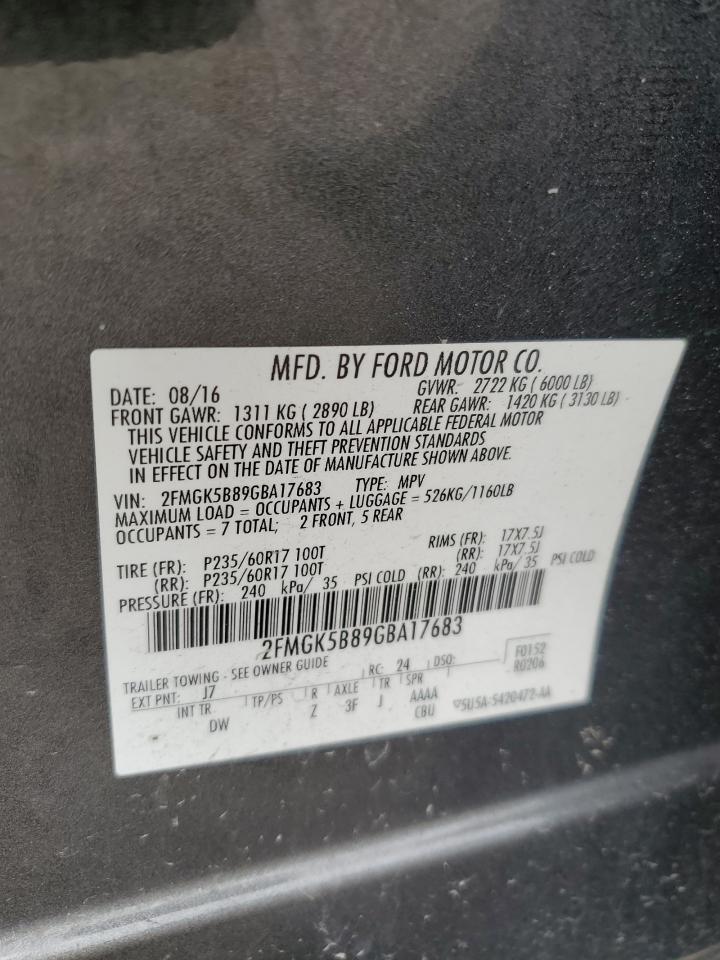 MFD. BY FORD MOTOR CO.
DATE: 08/16 GVWR: 2722 KG ( 6000 LB)
FRONT GAWR: 1311 KG ( 2890 LB) REAR GAWR: 1420 KG ( 3130 LB)
THIS VEHICLE CONFORMS TO ALL APPLICABLE FEDERAL MOTOR
VEHICLE SAFETY AND THEFT PREVENTION STANDARDS
IN EFFECT ON THE DATE OF MANUFACTURE SHOWN ABOVE.
VIN: 2FMGK5B89GBA17683 TYPE: MPV
MAXIMUM LOAD = OCCUPANTS + LUGGAGE = 526KG/1160LB
OCCUPANTS = 7 TOTAL; 2 FRONT, 5 REAR
TIRE (FR): P235/60R17 100T RIMS (FR): 17X7.5J
(RR): P235/60R17 100T (RR): 17X7.5J
PRESSURE (FR): 240 kPa/ 35 PSI COLD (RR): 240 kPa/ 35 PSI COLD
2FMGK5B89GBA17683
TRAILER TOWING - SEE OWNER GUIDE RC: 24 DSO: F0152
EXT PNT: J7 R0206
INT TR TP/PS R AXLE TR SPR
DW Z 3F J AAAA
CBU 5U5A-5420472-AA